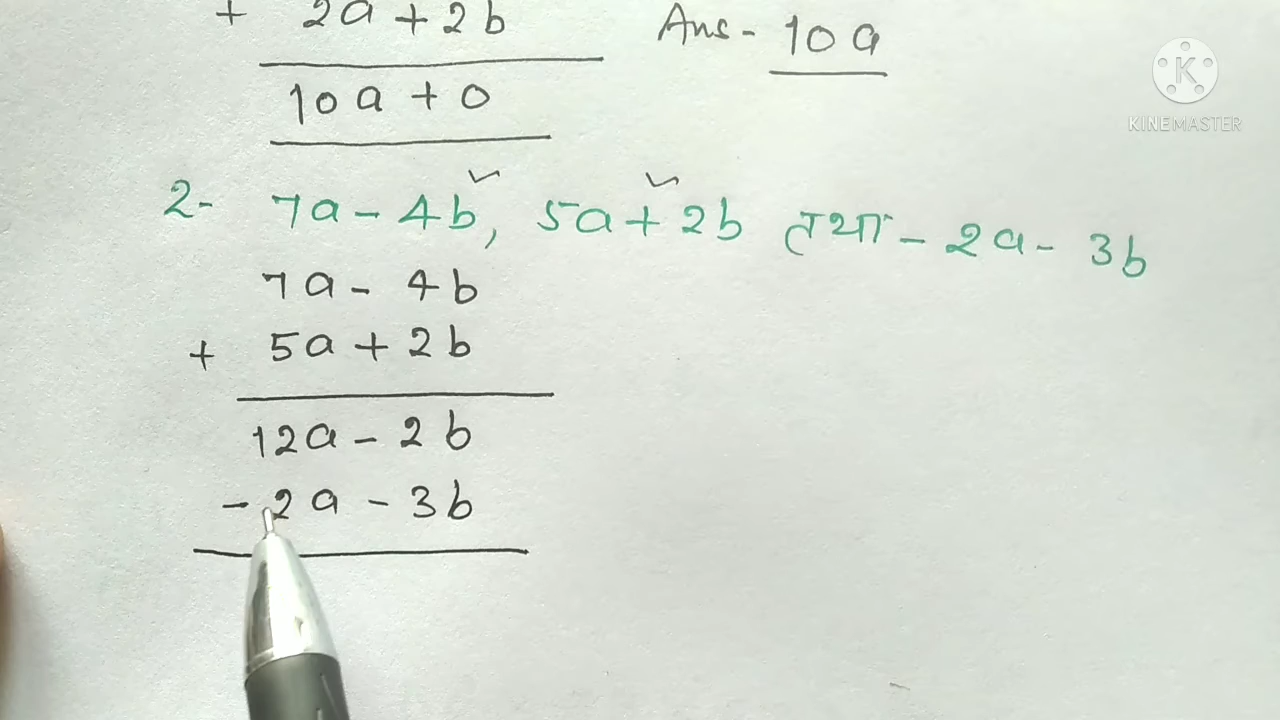 + 2a + 2b
Ans - 10a
10a + 0
2- 7a - 4b, 5a + 2b तथा - 2a - 3b
7a - 4b
+ 5a + 2b
12a - 2b
- 2a - 3b
K
KINEMASTER